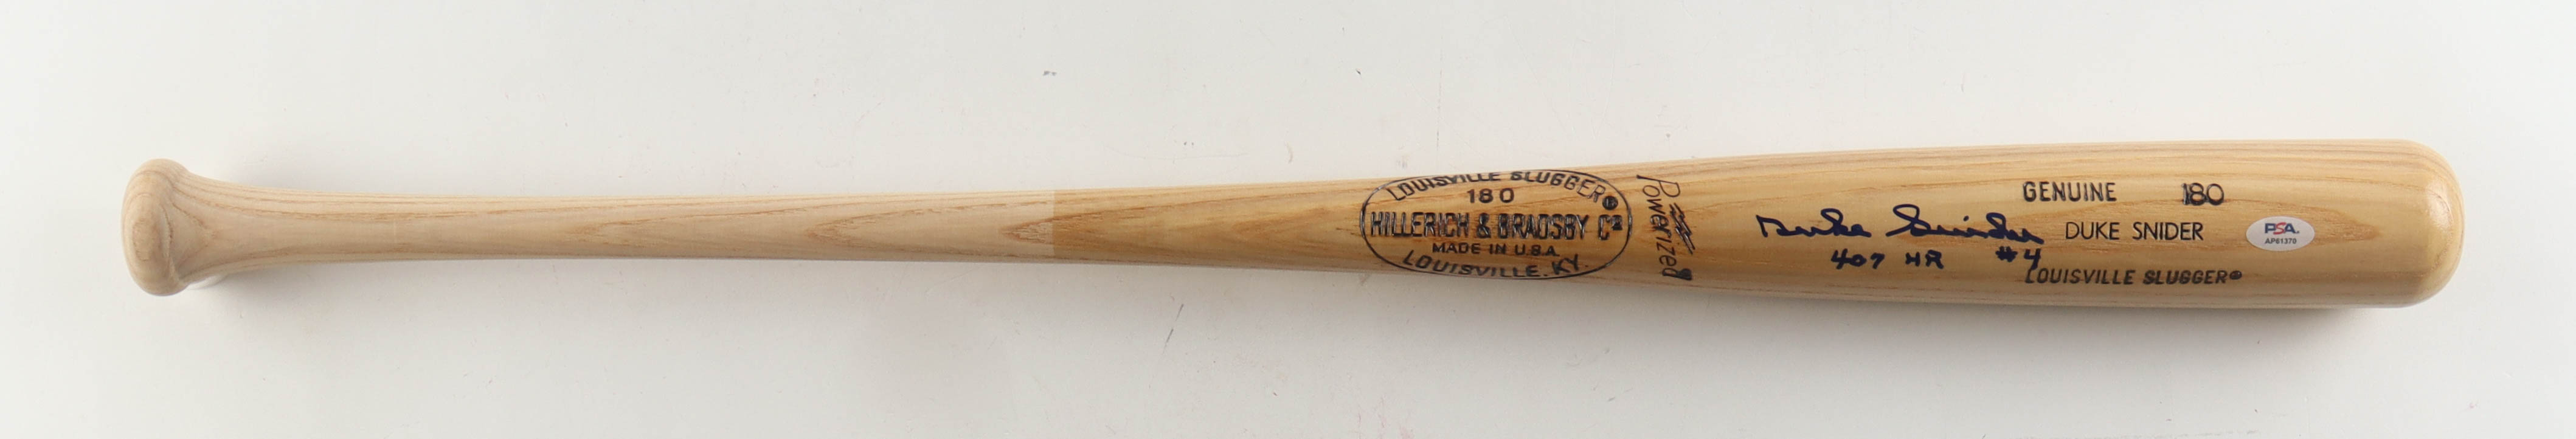 LOUISVILLE SLUGGER®
180
HILLERICH & BRADSBY Cº
MADE IN U.S.A.
LOUISVILLE, KY.
Powerized
Duke Snider
407 HR #4
GENUINE 180
DUKE SNIDER
LOUISVILLE SLUGGER®
PSA.
AP61370